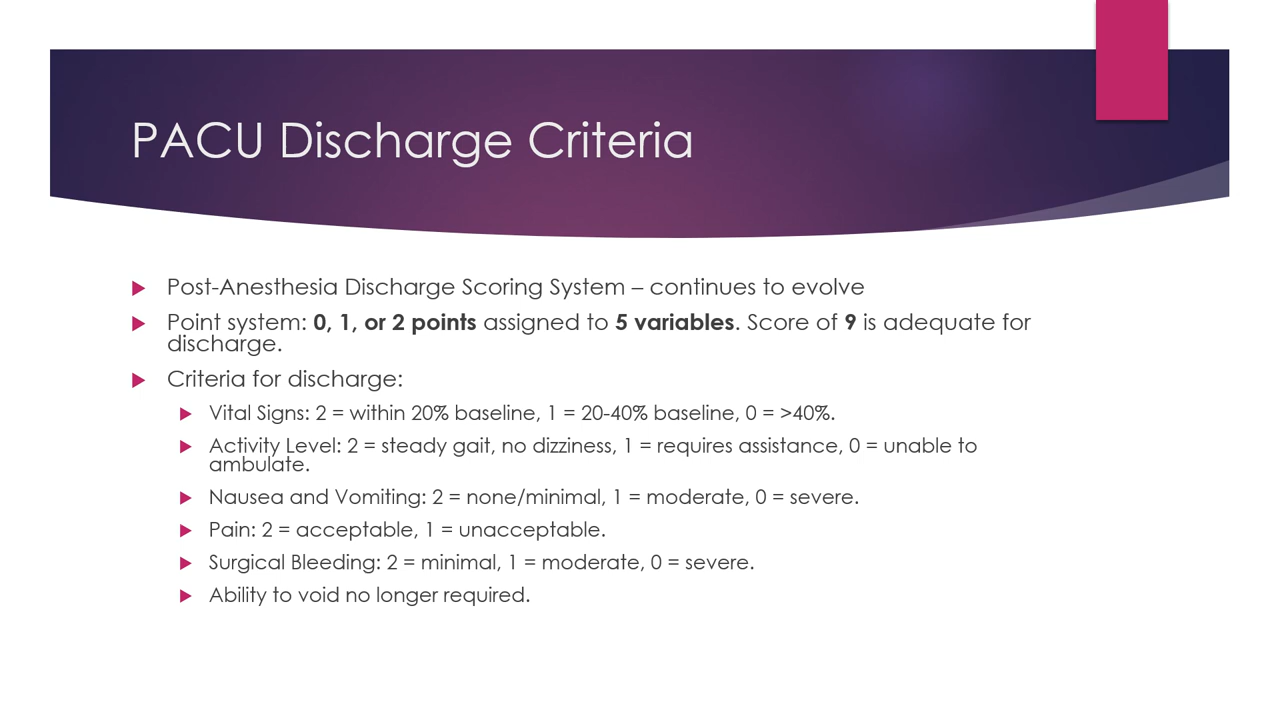 PACU Discharge Criteria
Post-Anesthesia Discharge Scoring System – continues to evolve
Point system: 0, 1, or 2 points assigned to 5 variables. Score of 9 is adequate for
discharge.
Criteria for discharge:
Vital Signs: 2 = within 20% baseline, 1 = 20-40% baseline, 0 = >40%.
Activity Level: 2 = steady gait, no dizziness, 1 = requires assistance, 0 = unable to
ambulate.
Nausea and Vomiting: 2 = none/minimal, 1 = moderate, 0 = severe.
Pain: 2 = acceptable, 1 = unacceptable.
Surgical Bleeding: 2 = minimal, 1 = moderate, 0 = severe.
Ability to void no longer required.